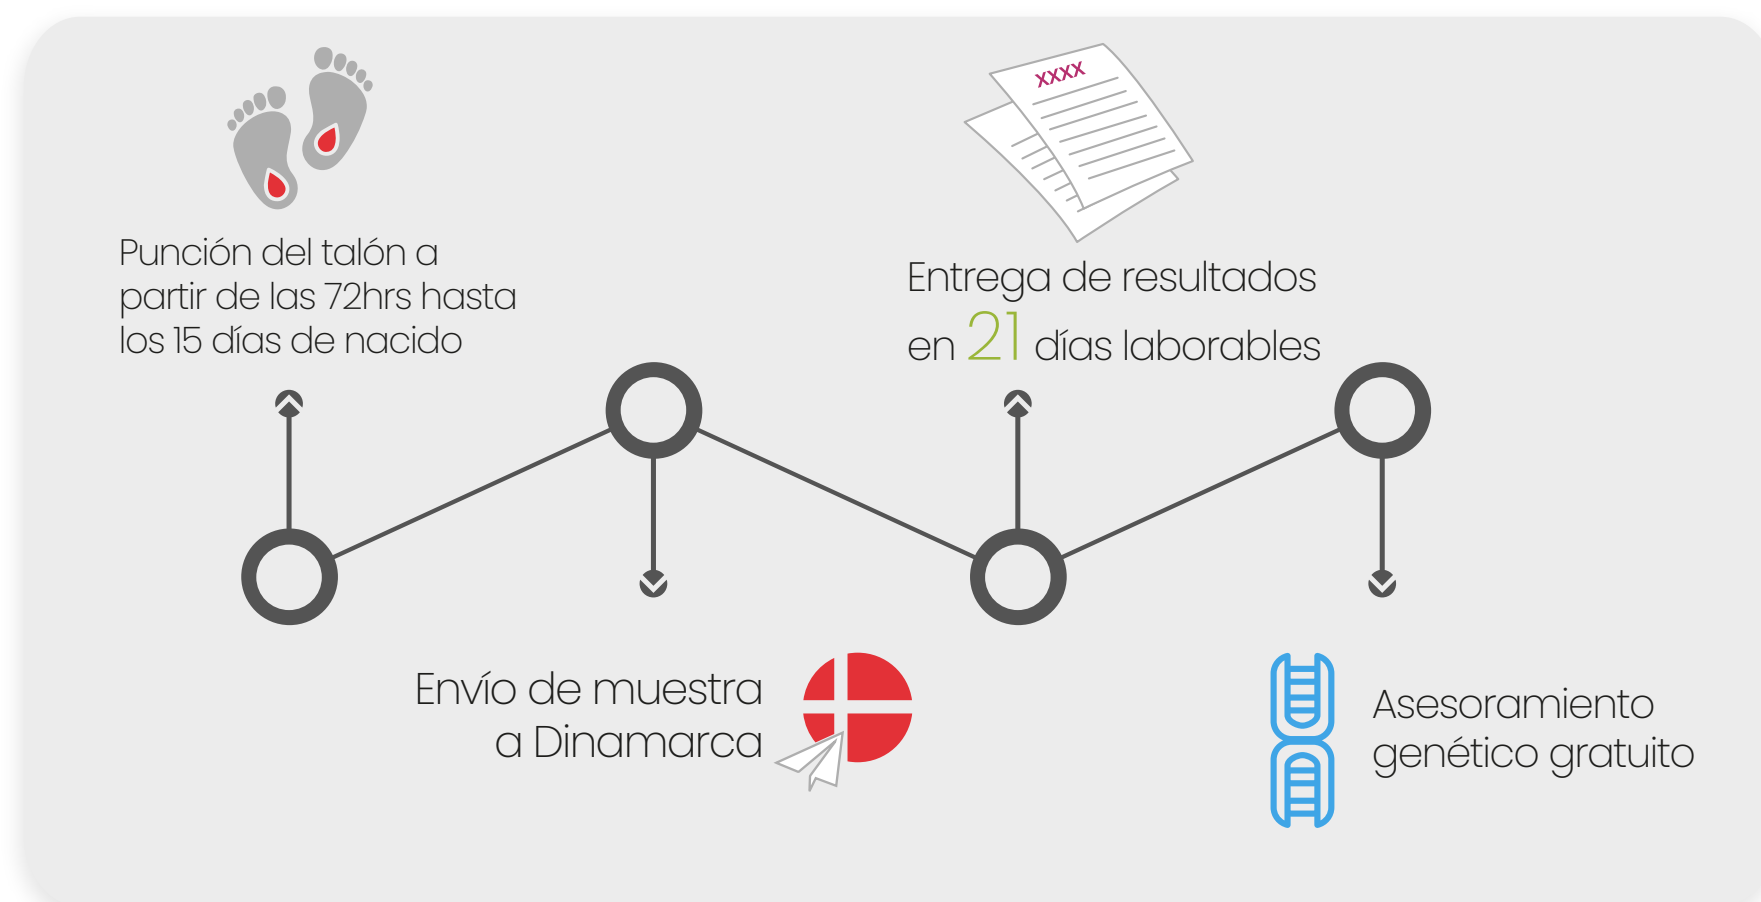 Punción del talón a
partir de las 72hrs hasta
los 15 días de nacido
Envío de muestra
a Dinamarca
XXXX
Entrega de resultados
en 21 días laborables
Asesoramiento
genético gratuito